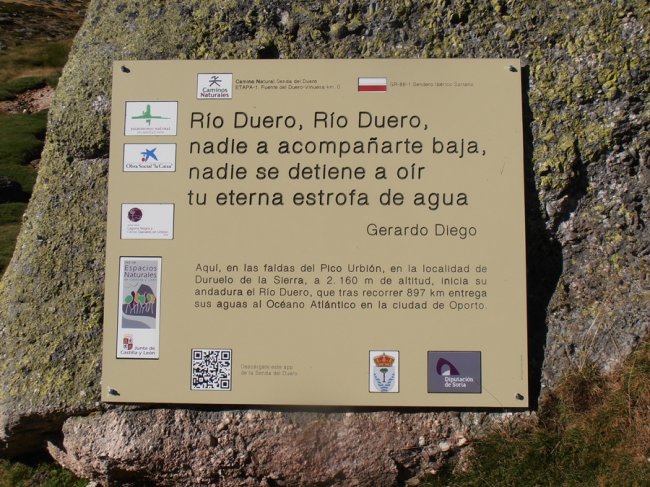 Caminos
Naturales
Camino Natural Senda del Duero
ETAPA-1. Fuente del Duero-Vinuesa km. 0
GR-86-1 Sendero Ibérico Soriano
Río Duero, Río Duero,
nadie a acompañarte baja,
nadie se detiene a oír
tu eterna estrofa de agua
Gerardo Diego
Obra Social "la Caixa"
Laguna Negra y
Espacios
Naturales
Junta de
Castilla y León
Aquí, en las faldas del Pico Urbión, en la localidad de
Duruelo de la Sierra, a 2.160 m de altitud, inicia su
andadura el Río Duero, que tras recorrer 897 km entrega
sus aguas al Océano Atlántico en la ciudad de Oporto.
Descárgate esta app
de la Senda del Duero
Diputación
de Soria